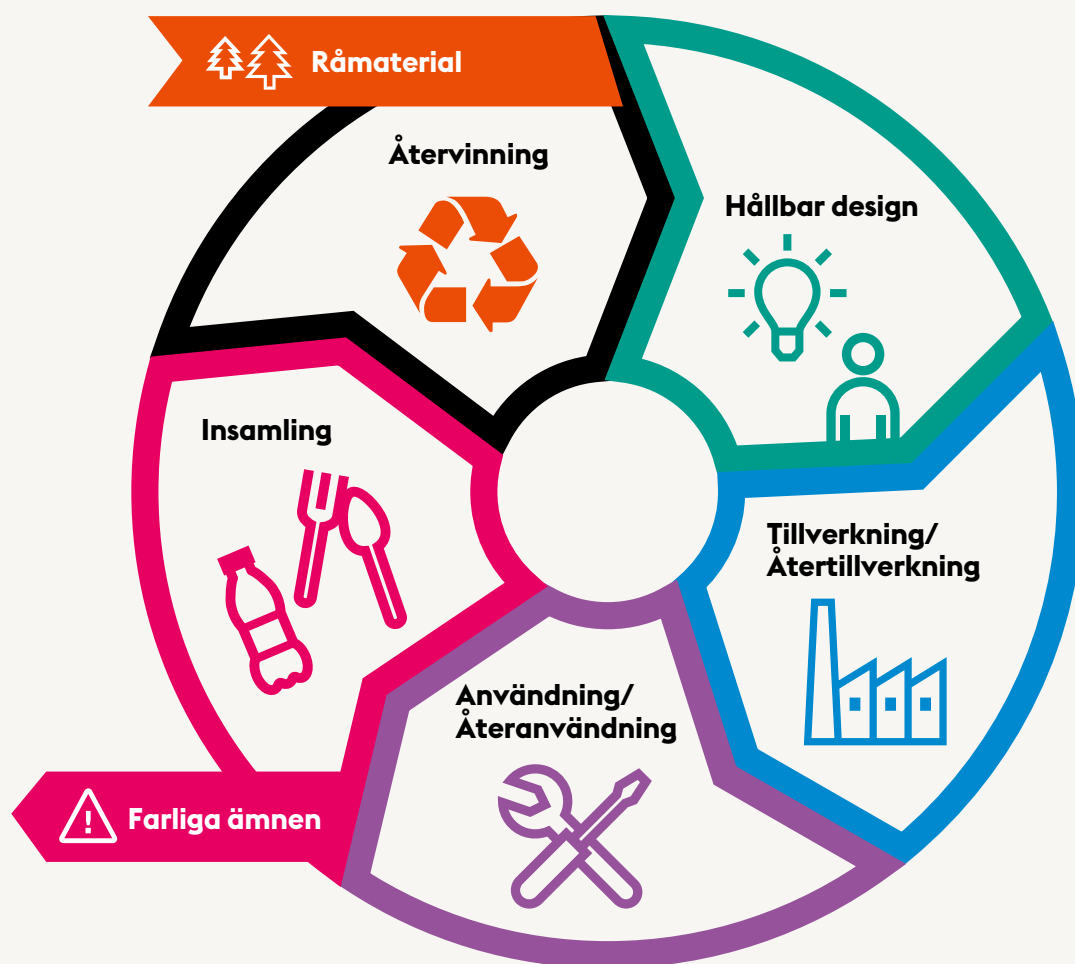 Råmaterial
Återvinning
Hållbar design
Insamling
Tillverkning/
Återtillverkning
Användning/
Återanvändning
Farliga ämnen